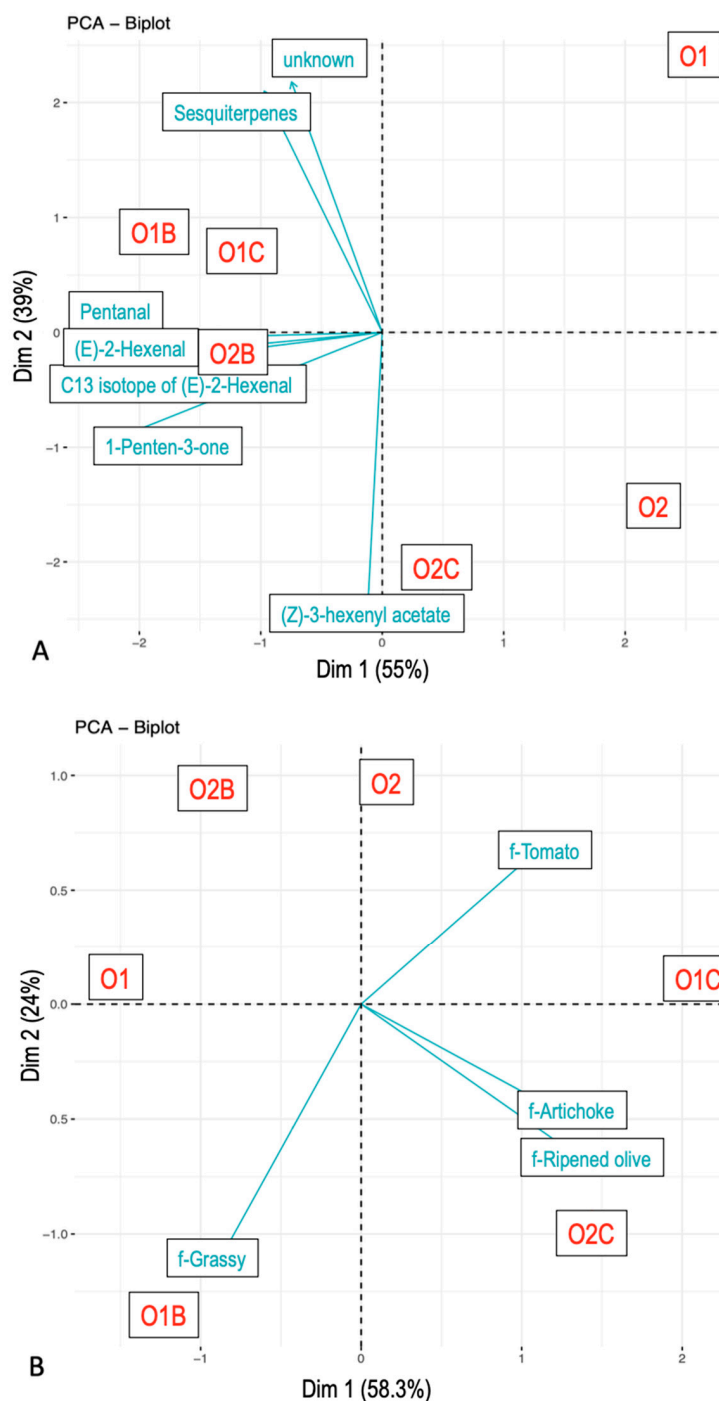 PCA – Biplot
unknown
O1
2
Sesquiterpenes
1
O1B
O1C
Pentanal
0
(E)-2-Hexenal
O2B
C13 isotope of (E)-2-Hexenal
-1
1-Penten-3-one
O2
-2
O2C
(Z)-3-hexenyl acetate
Dim 2 (39%)
-2 -1 0 1 2
A
Dim 1 (55%)
PCA – Biplot
1.0
O2B
O2
f-Tomato
0.5
O1
O1C
0.0
f-Artichoke
0.5
f-Ripened olive
-1.0
O2C
f-Grassy
O1B
Dim 2 (24%)
-1 0 1 2
B
Dim 1 (58.3%)